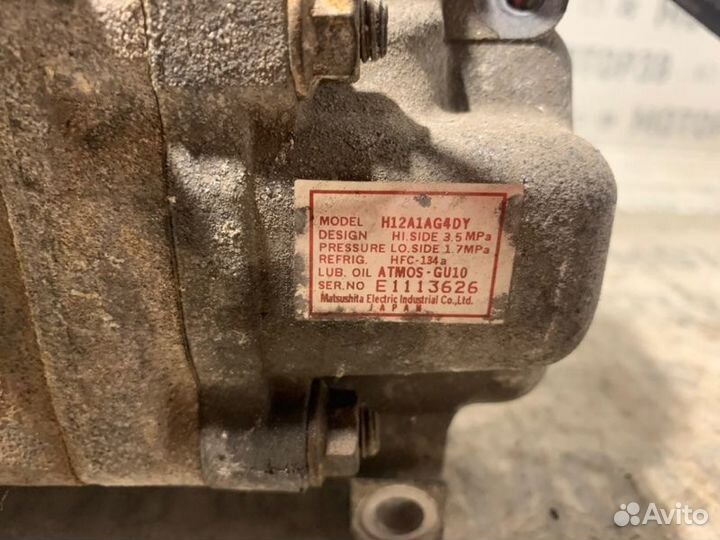 MODEL H12A1AG4DY
DESIGN HI.SIDE 3.5 MPa
PRESSURE LO.SIDE 1.7MPa
REFRIG. HFC-134a
LUB. OIL ATMOS-GU10
SER.NO E1113626
Matsushita Electric Industrial Co.,Ltd.
JAPAN
Avito